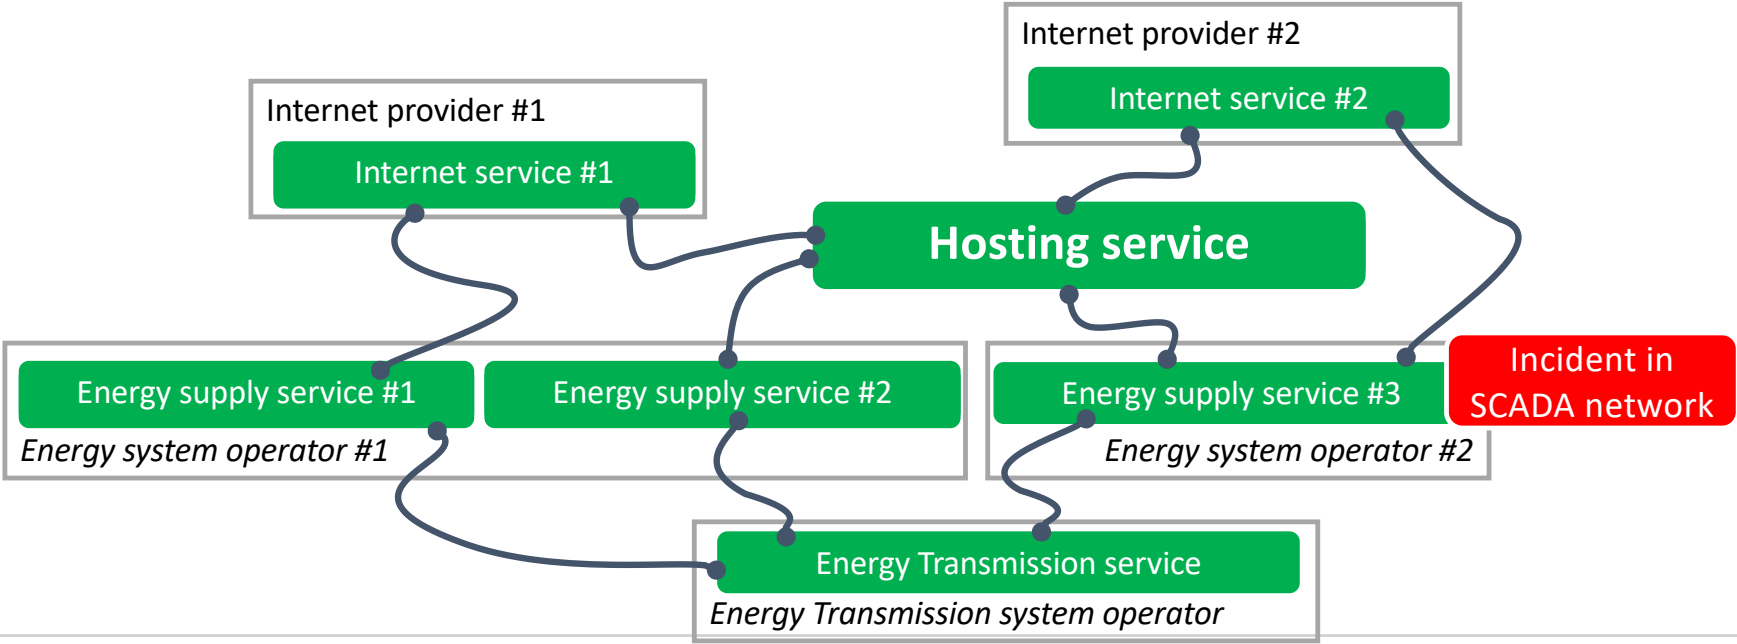 Internet provider #2
Internet service #2
Internet provider #1
Internet service #1
Hosting service
Energy supply service #1
Energy supply service #2
Energy system operator #1
Energy supply service #3
Incident in
SCADA network
Energy system operator #2
Energy Transmission service
Energy Transmission system operator